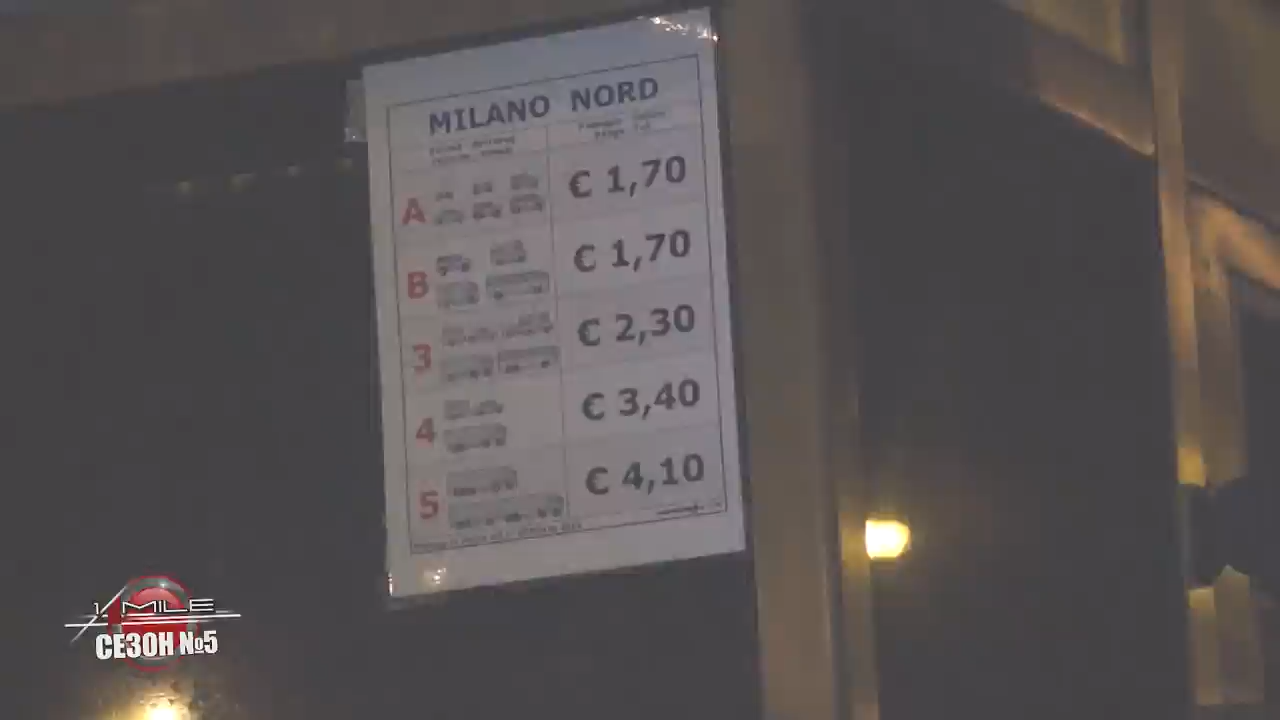 MILANO NORD
A € 1,70
B € 1,70
3 € 2,30
4 € 3,40
5 € 4,10
1/ MILE
СЕЗОН №5